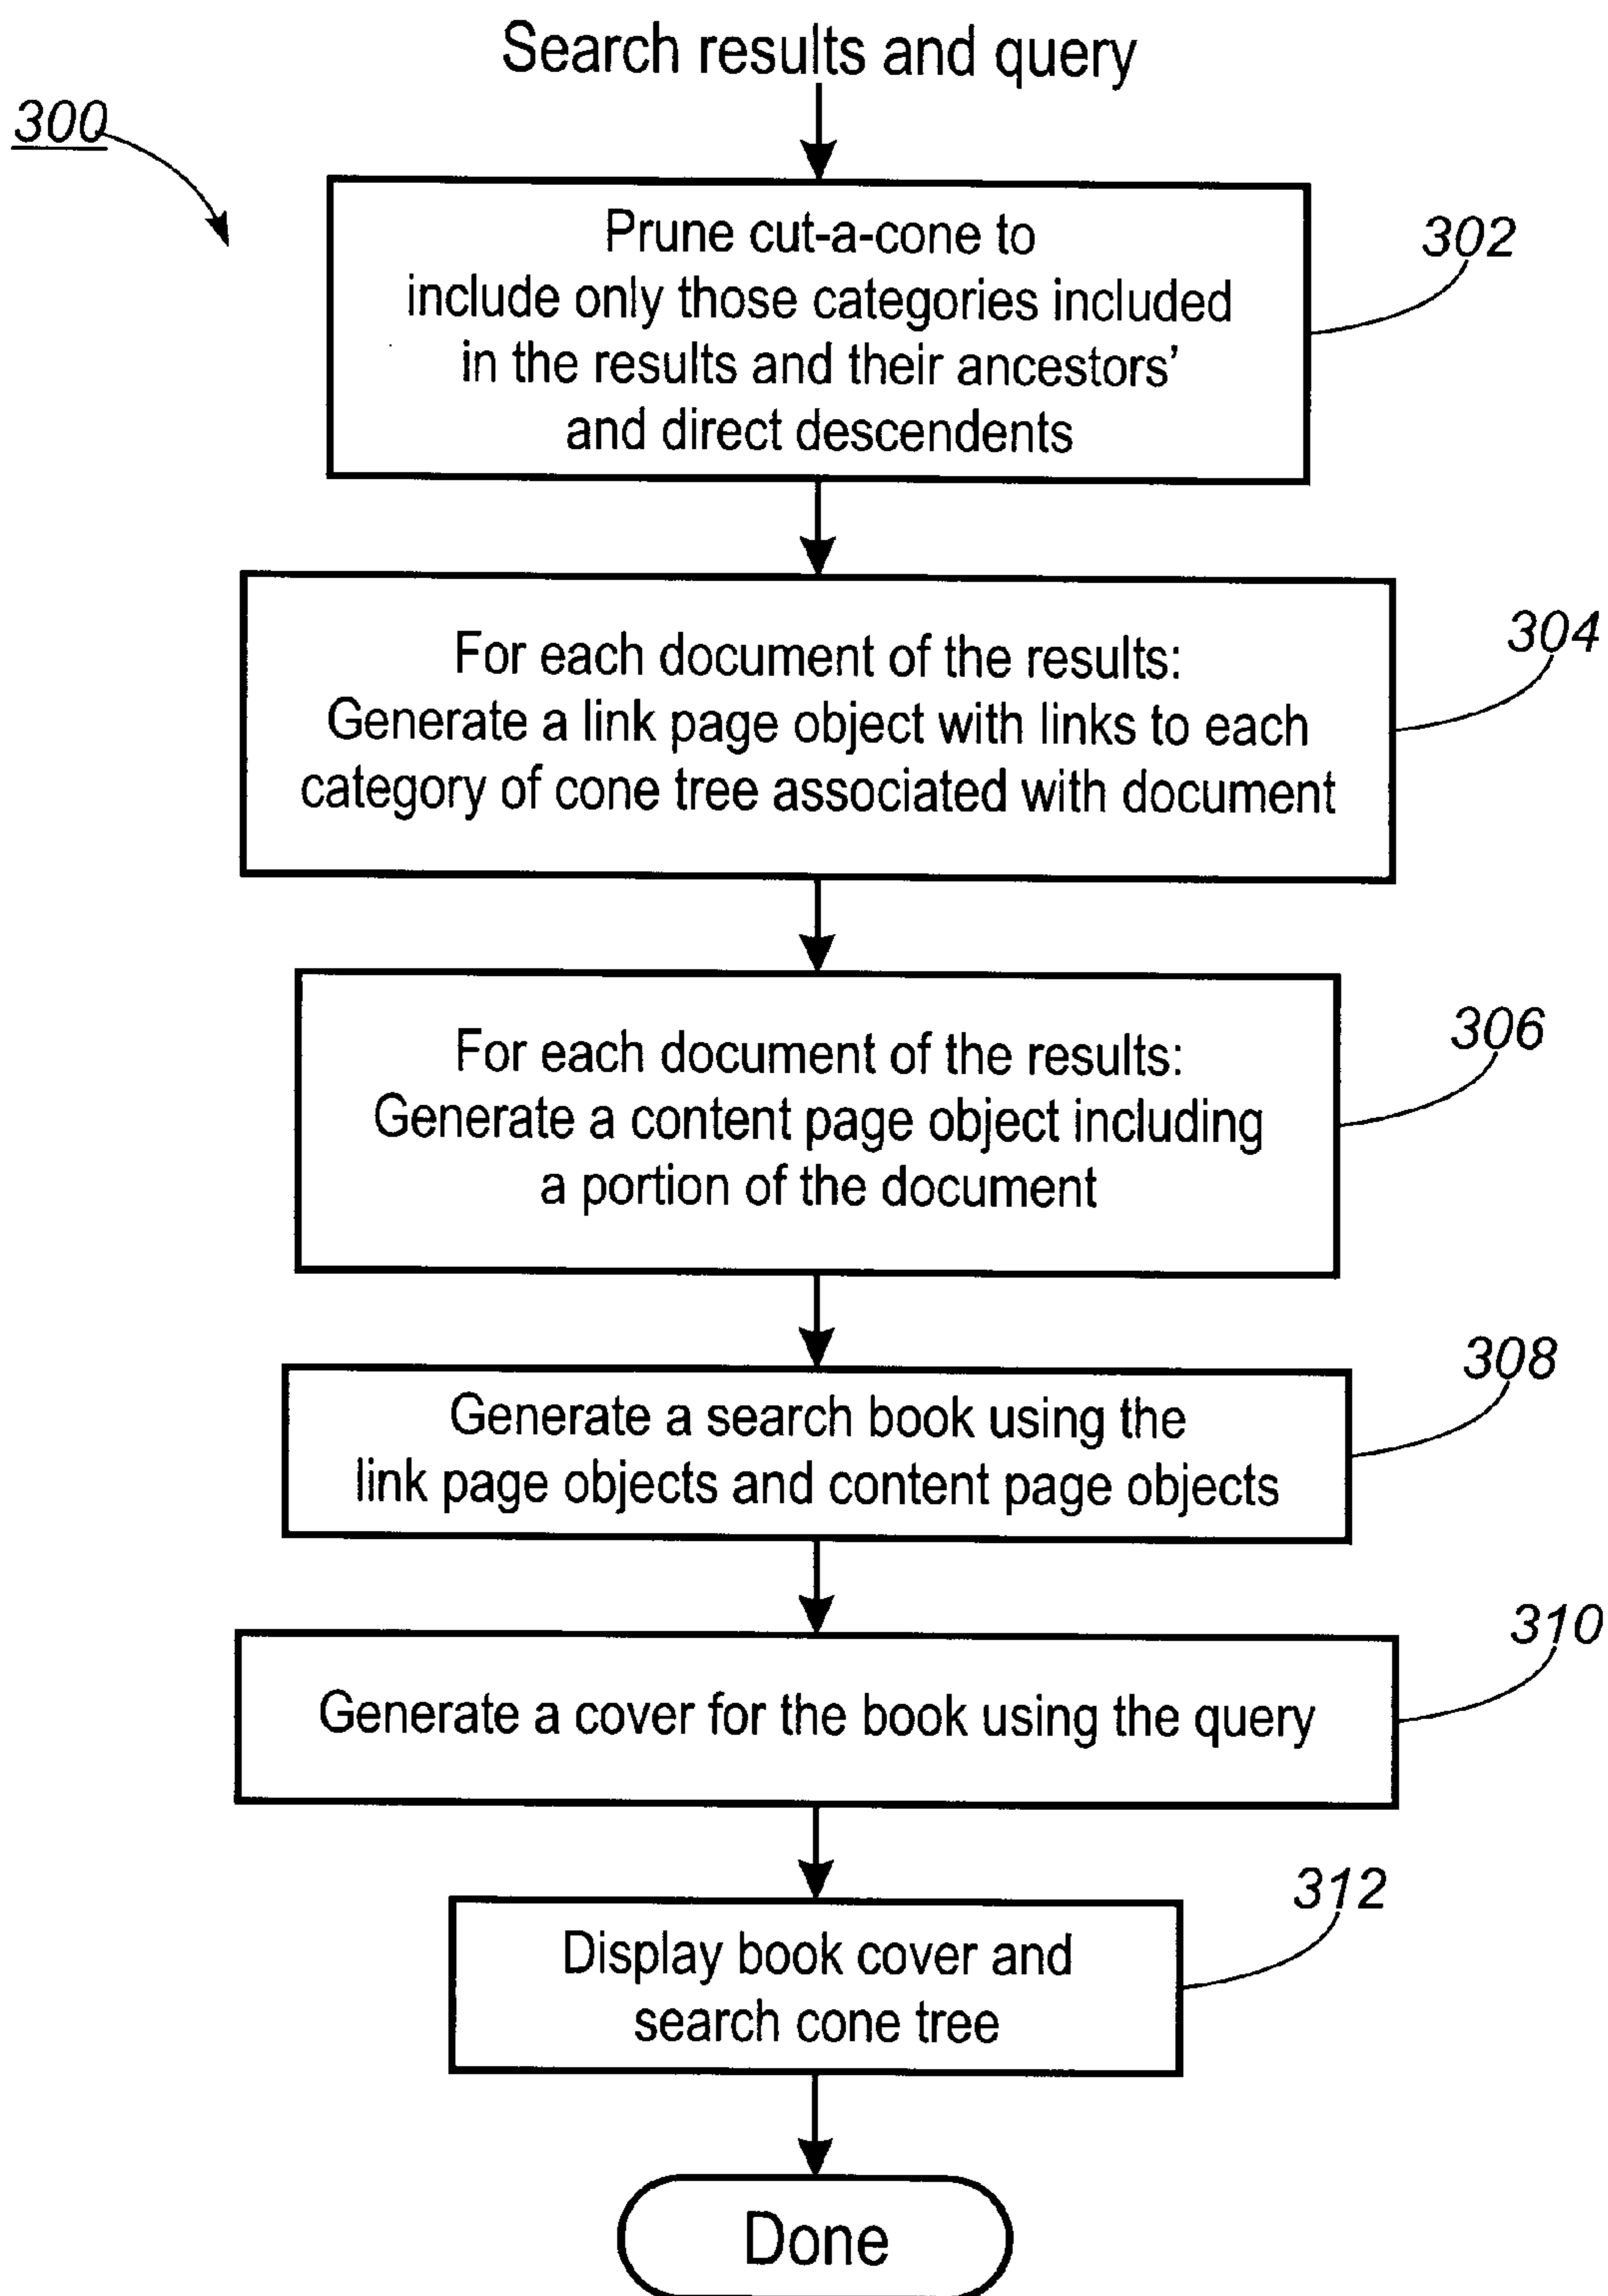 Search results and query
300
Prune cut-a-cone to
include only those categories included
in the results and their ancestors'
and direct descendents
302
For each document of the results:
Generate a link page object with links to each
category of cone tree associated with document
304
For each document of the results:
Generate a content page object including
a portion of the document
306
Generate a search book using the
link page objects and content page objects
308
Generate a cover for the book using the query
310
Display book cover and
search cone tree
312
Done